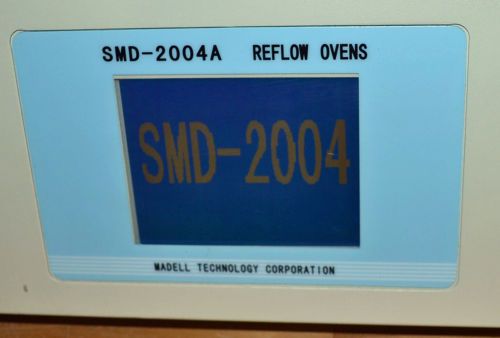 SMD-2004A REFLOW OVENS
SMD-2004
MADELL TECHNOLOGY CORPORATION